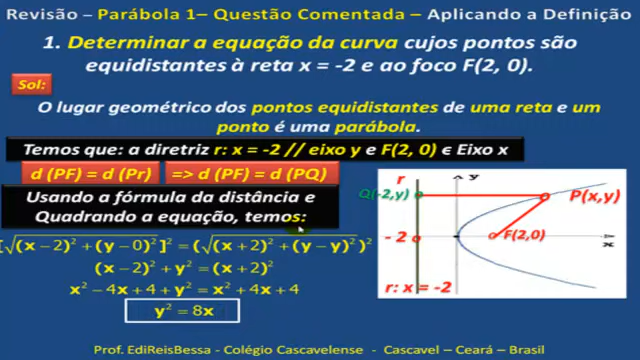 Revisão – Parábola 1– Questão Comentada – Aplicando a Definição
1. Determinar a equação da curva cujos pontos são
equidistantes à reta x = -2 e ao foco F(2, 0).
Sol:
O lugar geométrico dos pontos equidistantes de uma reta e um
ponto é uma parábola.
Temos que: a diretriz r: x = -2 // eixo y e F(2, 0) ϵ Eixo x
d (PF) = d (Pr) => d (PF) = d (PQ)
Usando a fórmula da distância e
Quadrando a equação, temos:
[√(x−2)²+(y−0)²]² = (√(x+2)²+(y−y)²)²
(x−2)²+y² = (x+2)²
x²−4x+4+y² = x²+4x+4
y² = 8x
r
y
Q(-2,y)
P(x,y)
- 2
F(2,0)
x
r: x = -2
Prof. EdiReisBessa - Colégio Cascavelense - Cascavel – Ceará – Brasil